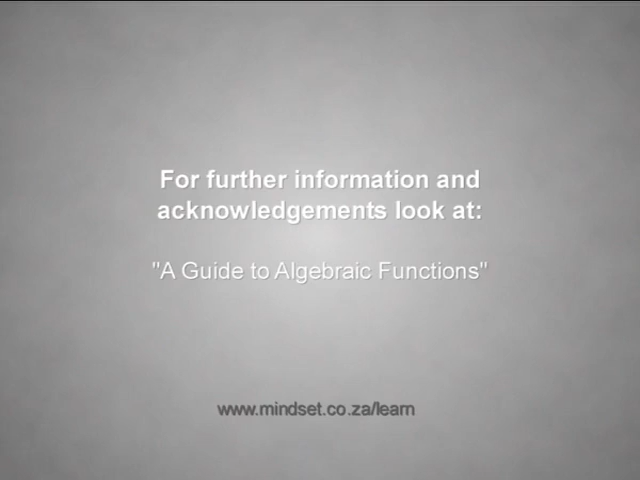 For further information and
acknowledgements look at:
"A Guide to Algebraic Functions"
www.mindset.co.za/learn